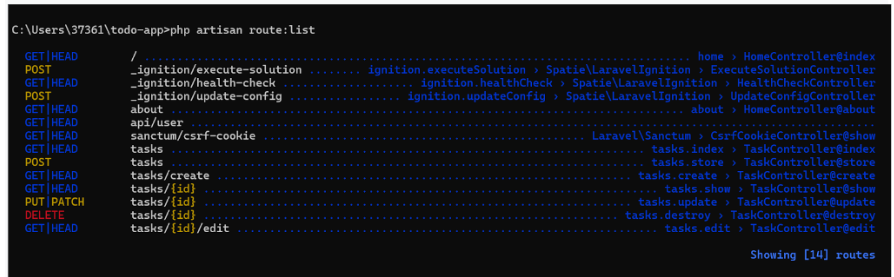 C:\Users\37361\todo-app>php artisan route:list
GET|HEAD / ................................................................................ home › HomeController@index
POST _ignition/execute-solution ........ ignition.executeSolution › Spatie\LaravelIgnition › ExecuteSolutionController
GET|HEAD _ignition/health-check ................... ignition.healthCheck › Spatie\LaravelIgnition › HealthCheckController
POST _ignition/update-config ................. ignition.updateConfig › Spatie\LaravelIgnition › UpdateConfigController
GET|HEAD about ........................................................................... about › HomeController@about
GET|HEAD api/user ........................................................................................................
GET|HEAD sanctum/csrf-cookie ............................................... Laravel\Sanctum › CsrfCookieController@show
GET|HEAD tasks ..................................................................... tasks.index › TaskController@index
POST tasks ..................................................................... tasks.store › TaskController@store
GET|HEAD tasks/create ............................................................ tasks.create › TaskController@create
GET|HEAD tasks/{id} .................................................................. tasks.show › TaskController@show
PUT|PATCH tasks/{id} .............................................................. tasks.update › TaskController@update
DELETE tasks/{id} ............................................................ tasks.destroy › TaskController@destroy
GET|HEAD tasks/{id}/edit ............................................................. tasks.edit › TaskController@edit
Showing [14] routes